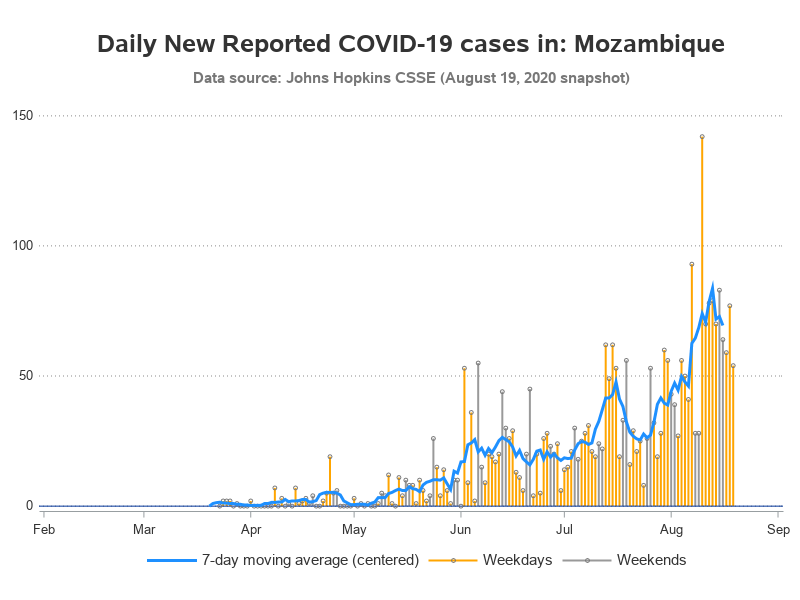 Daily New Reported COVID-19 cases in: Mozambique
Data source: Johns Hopkins CSSE (August 19, 2020 snapshot)
150
100
50
0
Feb Mar Apr May Jun Jul Aug Sep
7-day moving average (centered) Weekdays Weekends